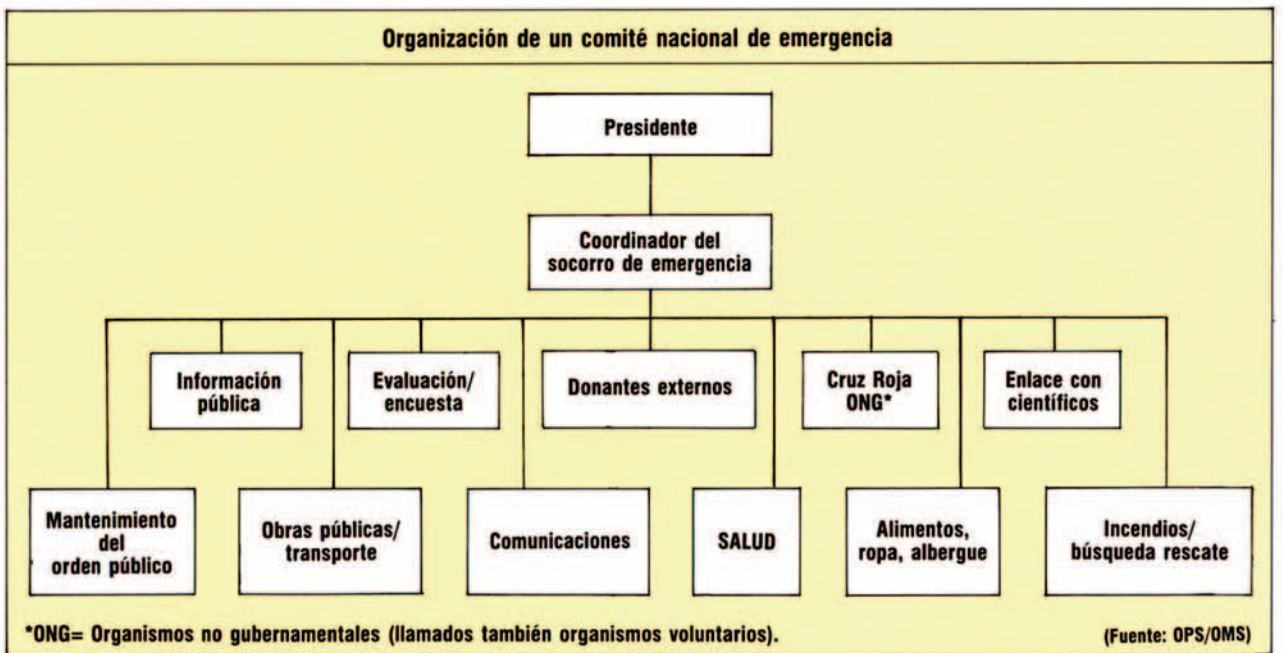 Organización de un comité nacional de emergencia
Presidente
Coordinador del
socorro de emergencia
Información
pública
Evaluación/
encuesta
Donantes externos
Cruz Roja
ONG*
Enlace con
científicos
Mantenimiento
del
orden público
Obras públicas/
transporte
Comunicaciones
SALUD
Alimentos,
ropa, albergue
Incendios/
búsqueda rescate
*ONG= Organismos no gubernamentales (llamados también organismos voluntarios).
(Fuente: OPS/OMS)